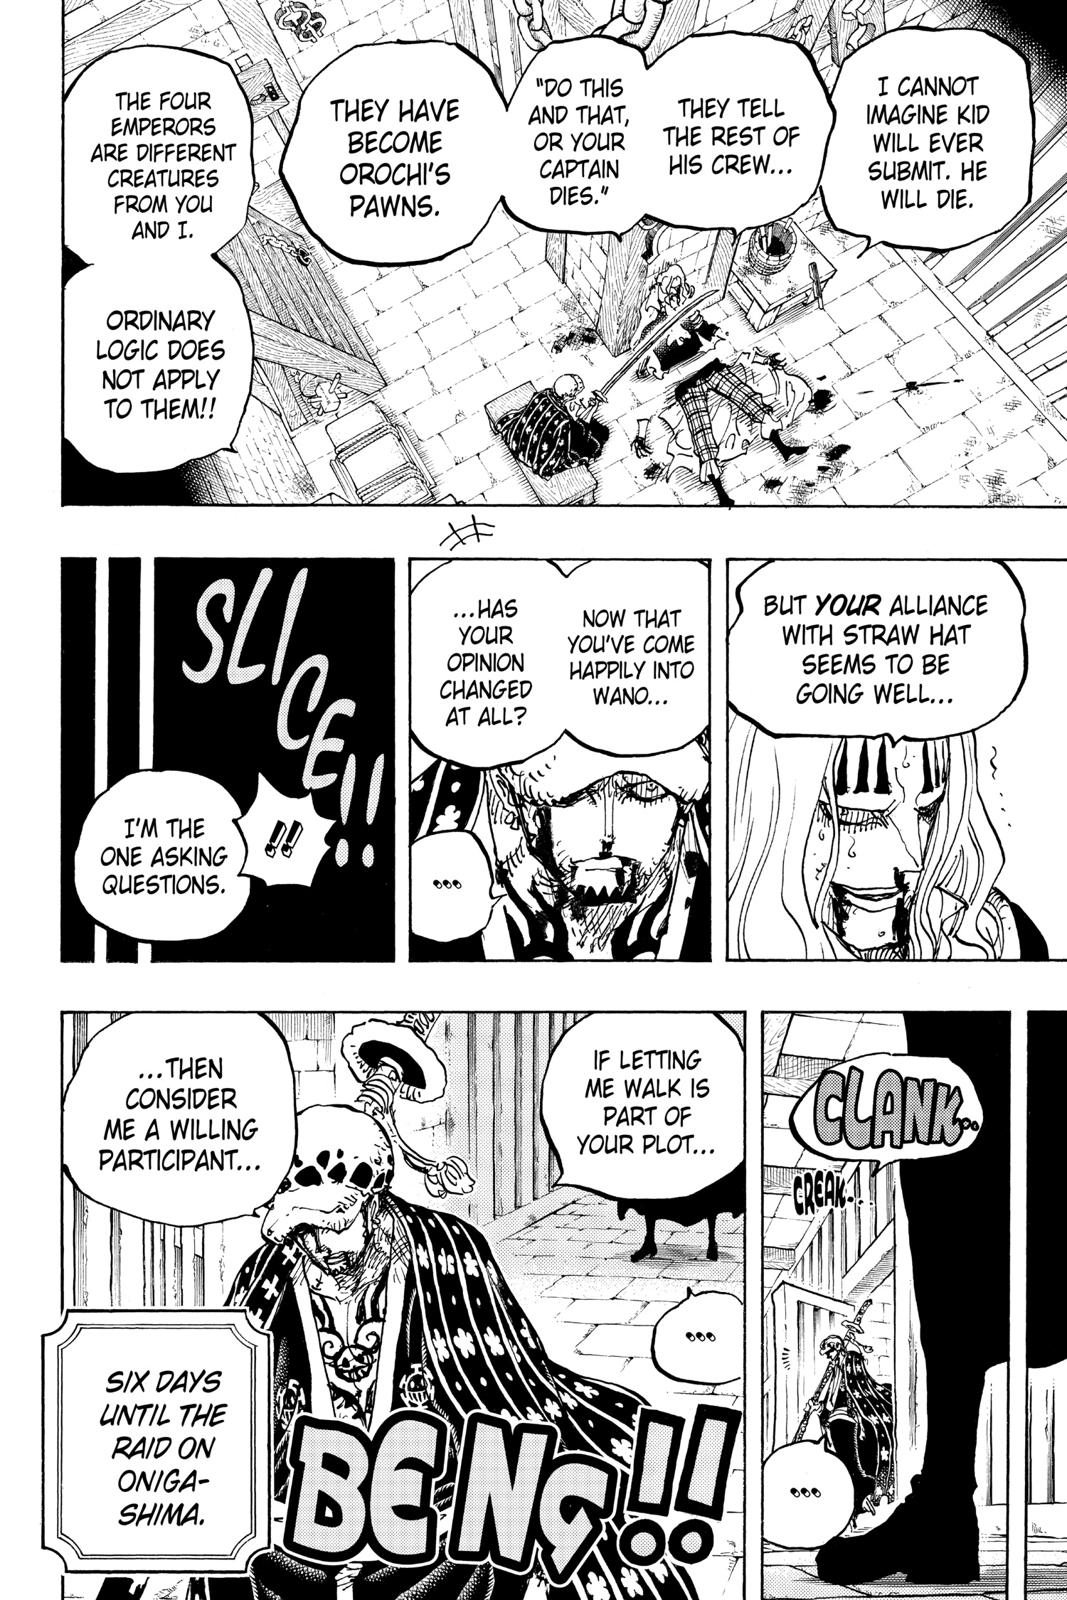 I CANNOT
IMAGINE KID
WILL EVER
SUBMIT. HE
WILL DIE.
THEY TELL
THE REST OF
HIS CREW...
"DO THIS
AND THAT,
OR YOUR
CAPTAIN
DIES."
THEY HAVE
BECOME
OROCHI'S
PAWNS.
THE FOUR
EMPERORS
ARE DIFFERENT
CREATURES
FROM YOU
AND I.
ORDINARY
LOGIC DOES
NOT APPLY
TO THEM!!
BUT YOUR ALLIANCE
WITH STRAW HAT
SEEMS TO BE
GOING WELL...
NOW THAT
YOU'VE COME
HAPPILY INTO
WANO...
...HAS
YOUR
OPINION
CHANGED
AT ALL?
...
SLICE!!
!!
I'M THE
ONE ASKING
QUESTIONS.
CLANK...
CREAK...
...
IF LETTING
ME WALK IS
PART OF
YOUR PLOT...
...
...THEN
CONSIDER
ME A WILLING
PARTICIPANT...
SIX DAYS
UNTIL THE
RAID ON
ONIGA-
SHIMA.
BENG!!